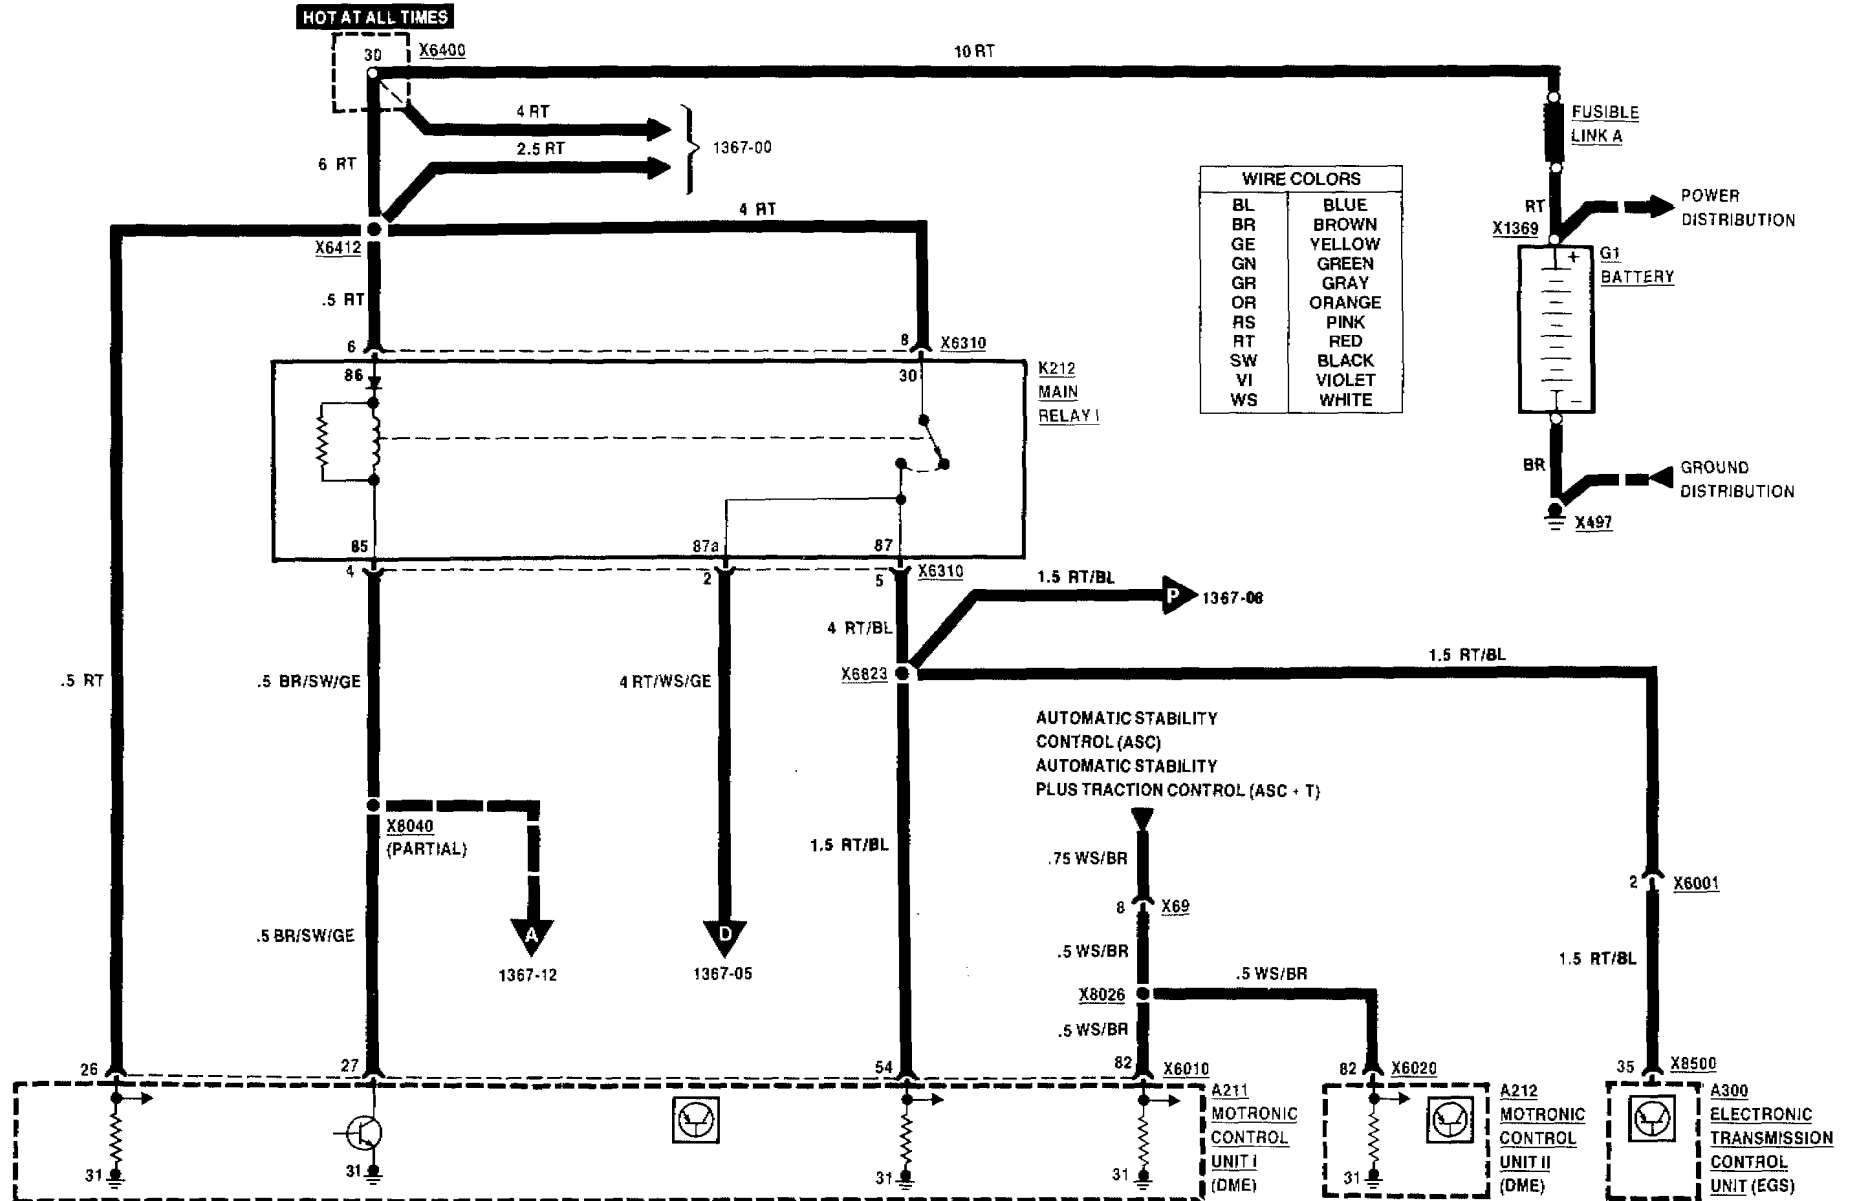 HOT AT ALL TIMES
30
X6400
10 RT
4 RT
2.5 RT
1367-00
6 RT
FUSIBLE
LINK A
WIRE COLORS
BL BLUE
BR BROWN
GE YELLOW
GN GREEN
GR GRAY
OR ORANGE
RS PINK
RT RED
SW BLACK
VI VIOLET
WS WHITE
RT
X1369
POWER
DISTRIBUTION
4 RT
X6412
+
G1
BATTERY
–
.5 RT
6
8
X6310
86
30
K212
MAIN
RELAY I
BR
GROUND
DISTRIBUTION
X497
85
87a
87
4
2
5
X6310
1.5 RT/BL
P
1367-06
4 RT/BL
X6823
1.5 RT/BL
.5 RT
.5 BR/SW/GE
4 RT/WS/GE
AUTOMATIC STABILITY
CONTROL (ASC)
AUTOMATIC STABILITY
PLUS TRACTION CONTROL (ASC + T)
X8040
(PARTIAL)
1.5 RT/BL
.75 WS/BR
8
X69
2
X6001
.5 BR/SW/GE
A
1367-12
D
1367-05
.5 WS/BR
X8026
.5 WS/BR
.5 WS/BR
1.5 RT/BL
26
27
54
82
X6010
82
X6020
35
X8500
31
31
31
31
A211
MOTRONIC
CONTROL
UNIT I
(DME)
31
A212
MOTRONIC
CONTROL
UNIT II
(DME)
A300
ELECTRONIC
TRANSMISSION
CONTROL
UNIT (EGS)